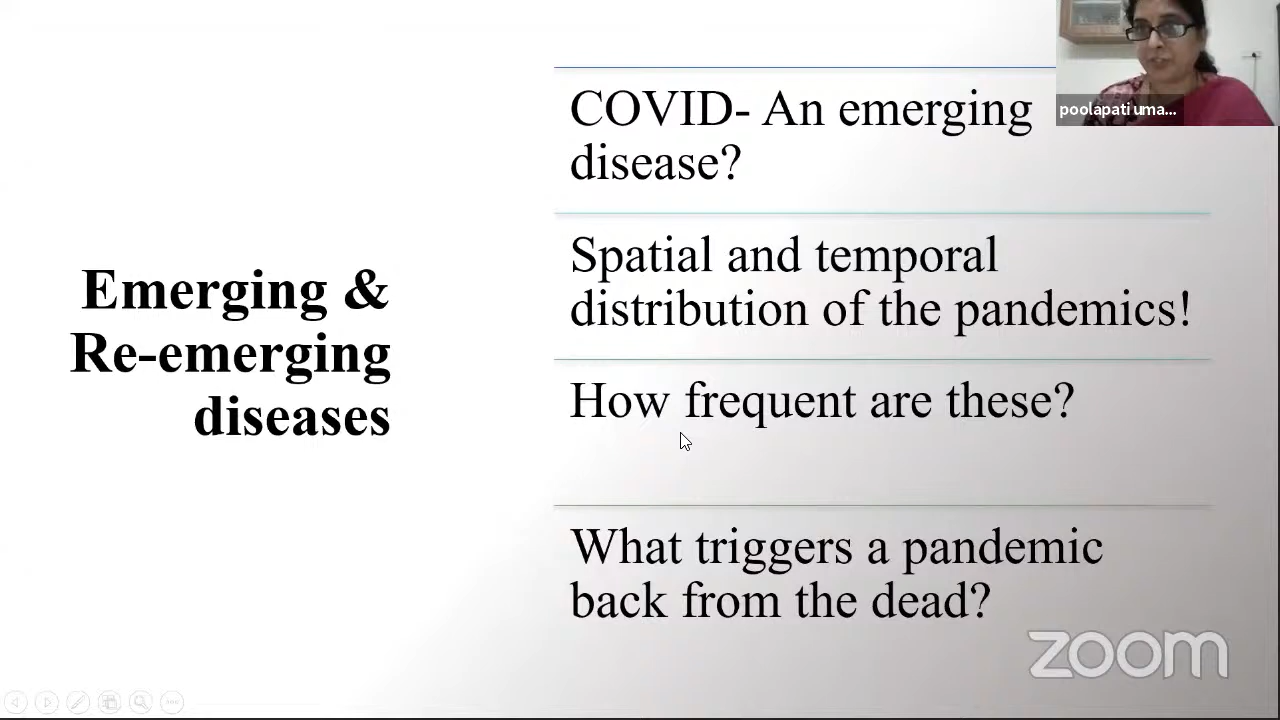 poolapati uma...
COVID- An emerging
disease?
Spatial and temporal
distribution of the pandemics!
Emerging &
Re-emerging
diseases
How frequent are these?
What triggers a pandemic
back from the dead?
zoom